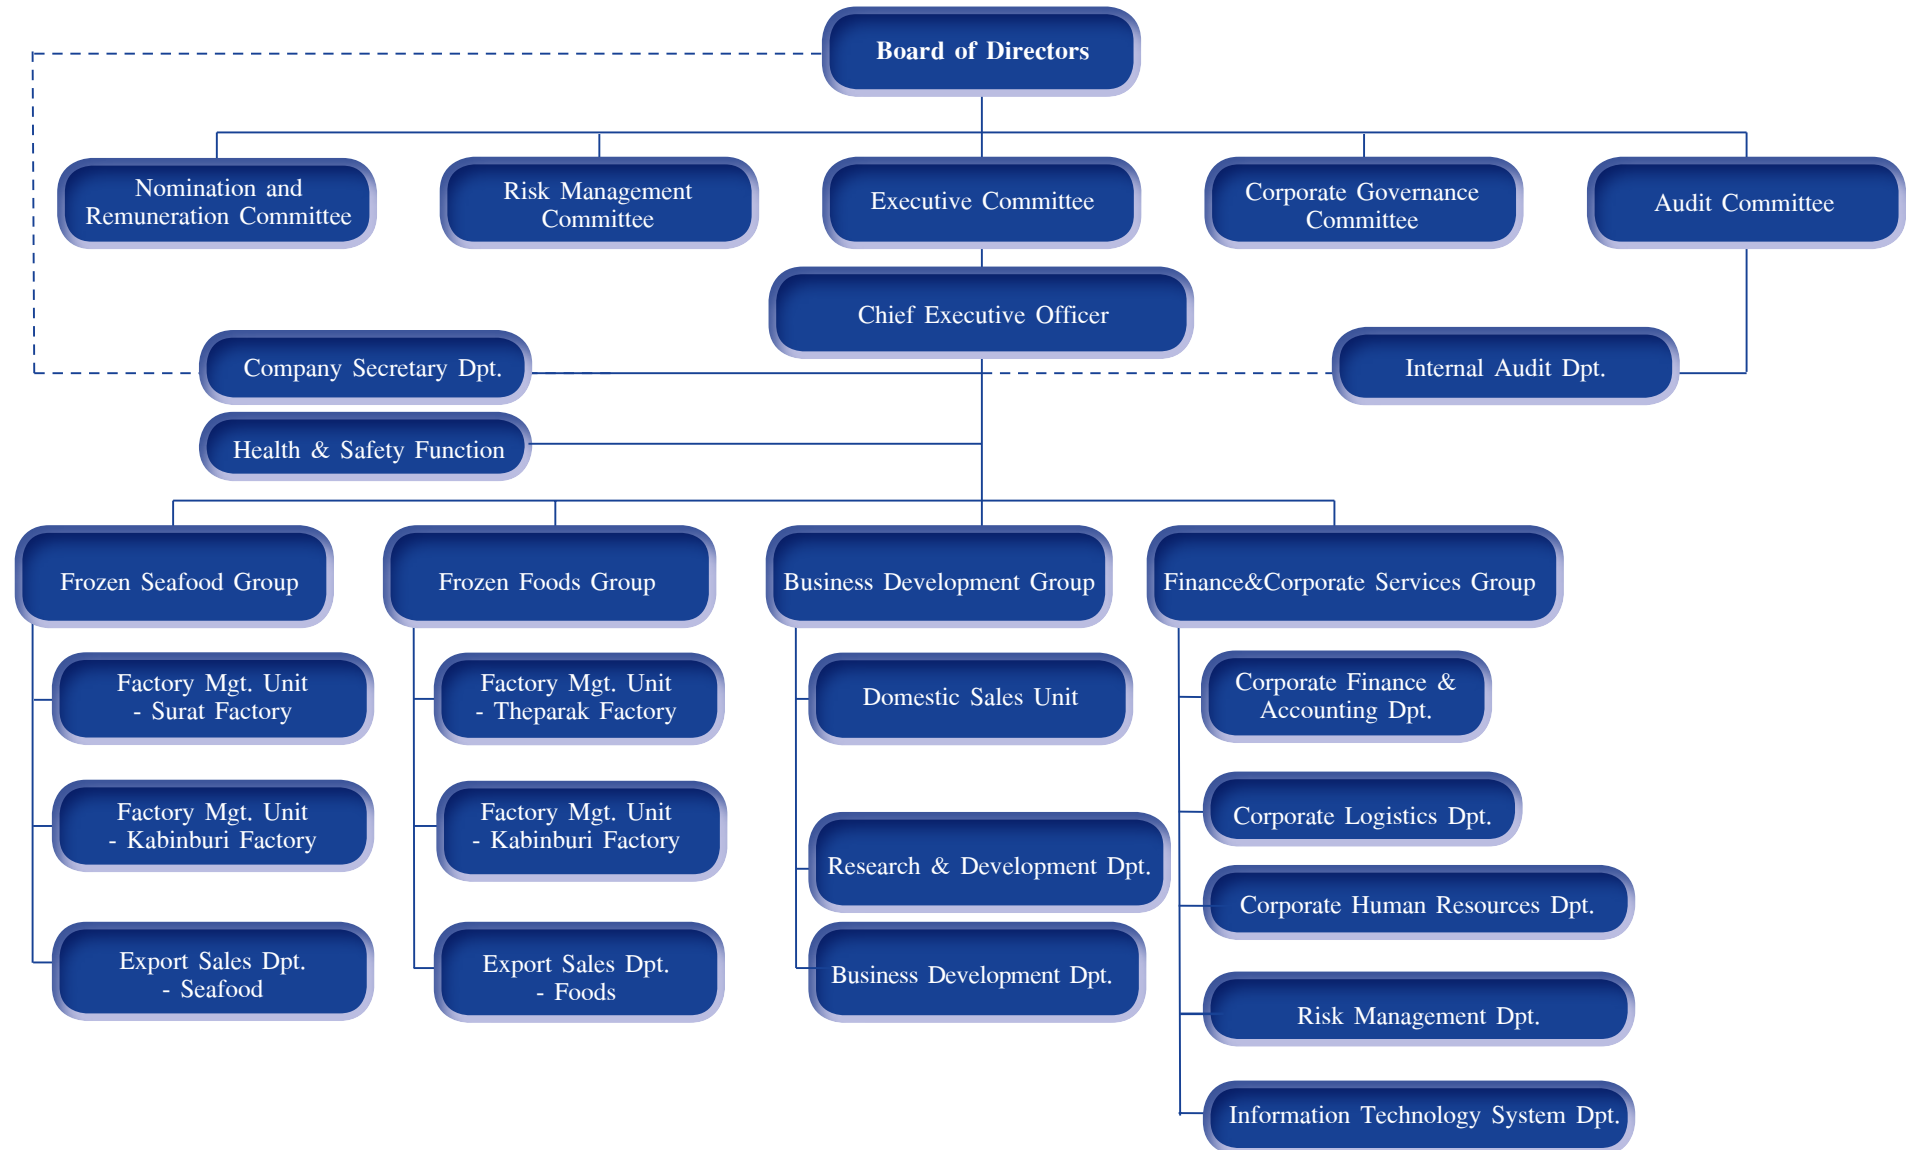 Board of Directors
Nomination and
Remuneration Committee
Risk Management
Committee
Executive Committee
Corporate Governance
Committee
Audit Committee
Chief Executive Officer
Company Secretary Dpt.
Internal Audit Dpt.
Health & Safety Function
Frozen Seafood Group
Frozen Foods Group
Business Development Group
Finance&Corporate Services Group
Factory Mgt. Unit
- Surat Factory
Factory Mgt. Unit
- Kabinburi Factory
Export Sales Dpt.
- Seafood
Factory Mgt. Unit
- Theparak Factory
Factory Mgt. Unit
- Kabinburi Factory
Export Sales Dpt.
- Foods
Domestic Sales Unit
Research & Development Dpt.
Business Development Dpt.
Corporate Finance &
Accounting Dpt.
Corporate Logistics Dpt.
Corporate Human Resources Dpt.
Risk Management Dpt.
Information Technology System Dpt.